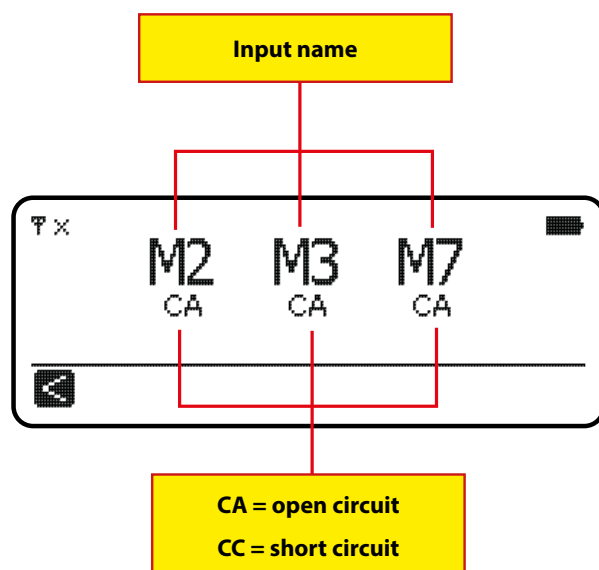 Input name
M2 M3 M7
CA CA CA
CA = open circuit
CC = short circuit